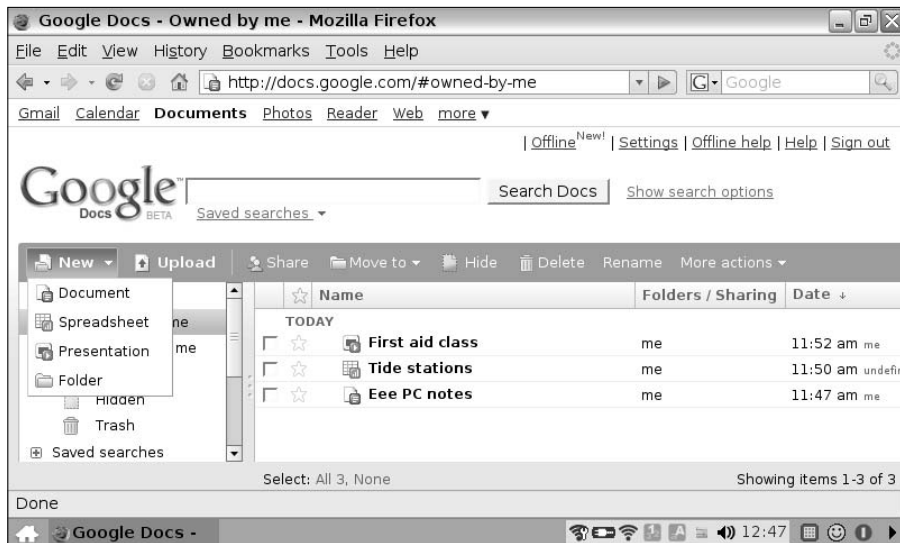 Google Docs - Owned by me - Mozilla Firefox
File Edit View History Bookmarks Tools Help
http://docs.google.com/#owned-by-me G Google
Gmail Calendar Documents Photos Reader Web more ▾
| Offline New! | Settings | Offline help | Help | Sign out
Google™ Docs BETA
Search Docs Show search options
Saved searches ▾
New ▾ Upload Share Move to ▾ Hide Delete Rename More actions ▾
Document
Spreadsheet
Presentation
Folder
me
me
Hidden
Trash
Saved searches
Name Folders / Sharing Date ↓
TODAY
First aid class me 11:52 am me
Tide stations me 11:50 am undefi
Eee PC notes me 11:47 am me
Select: All 3, None Showing items 1-3 of 3
Done
Google Docs - 1 A 12:47